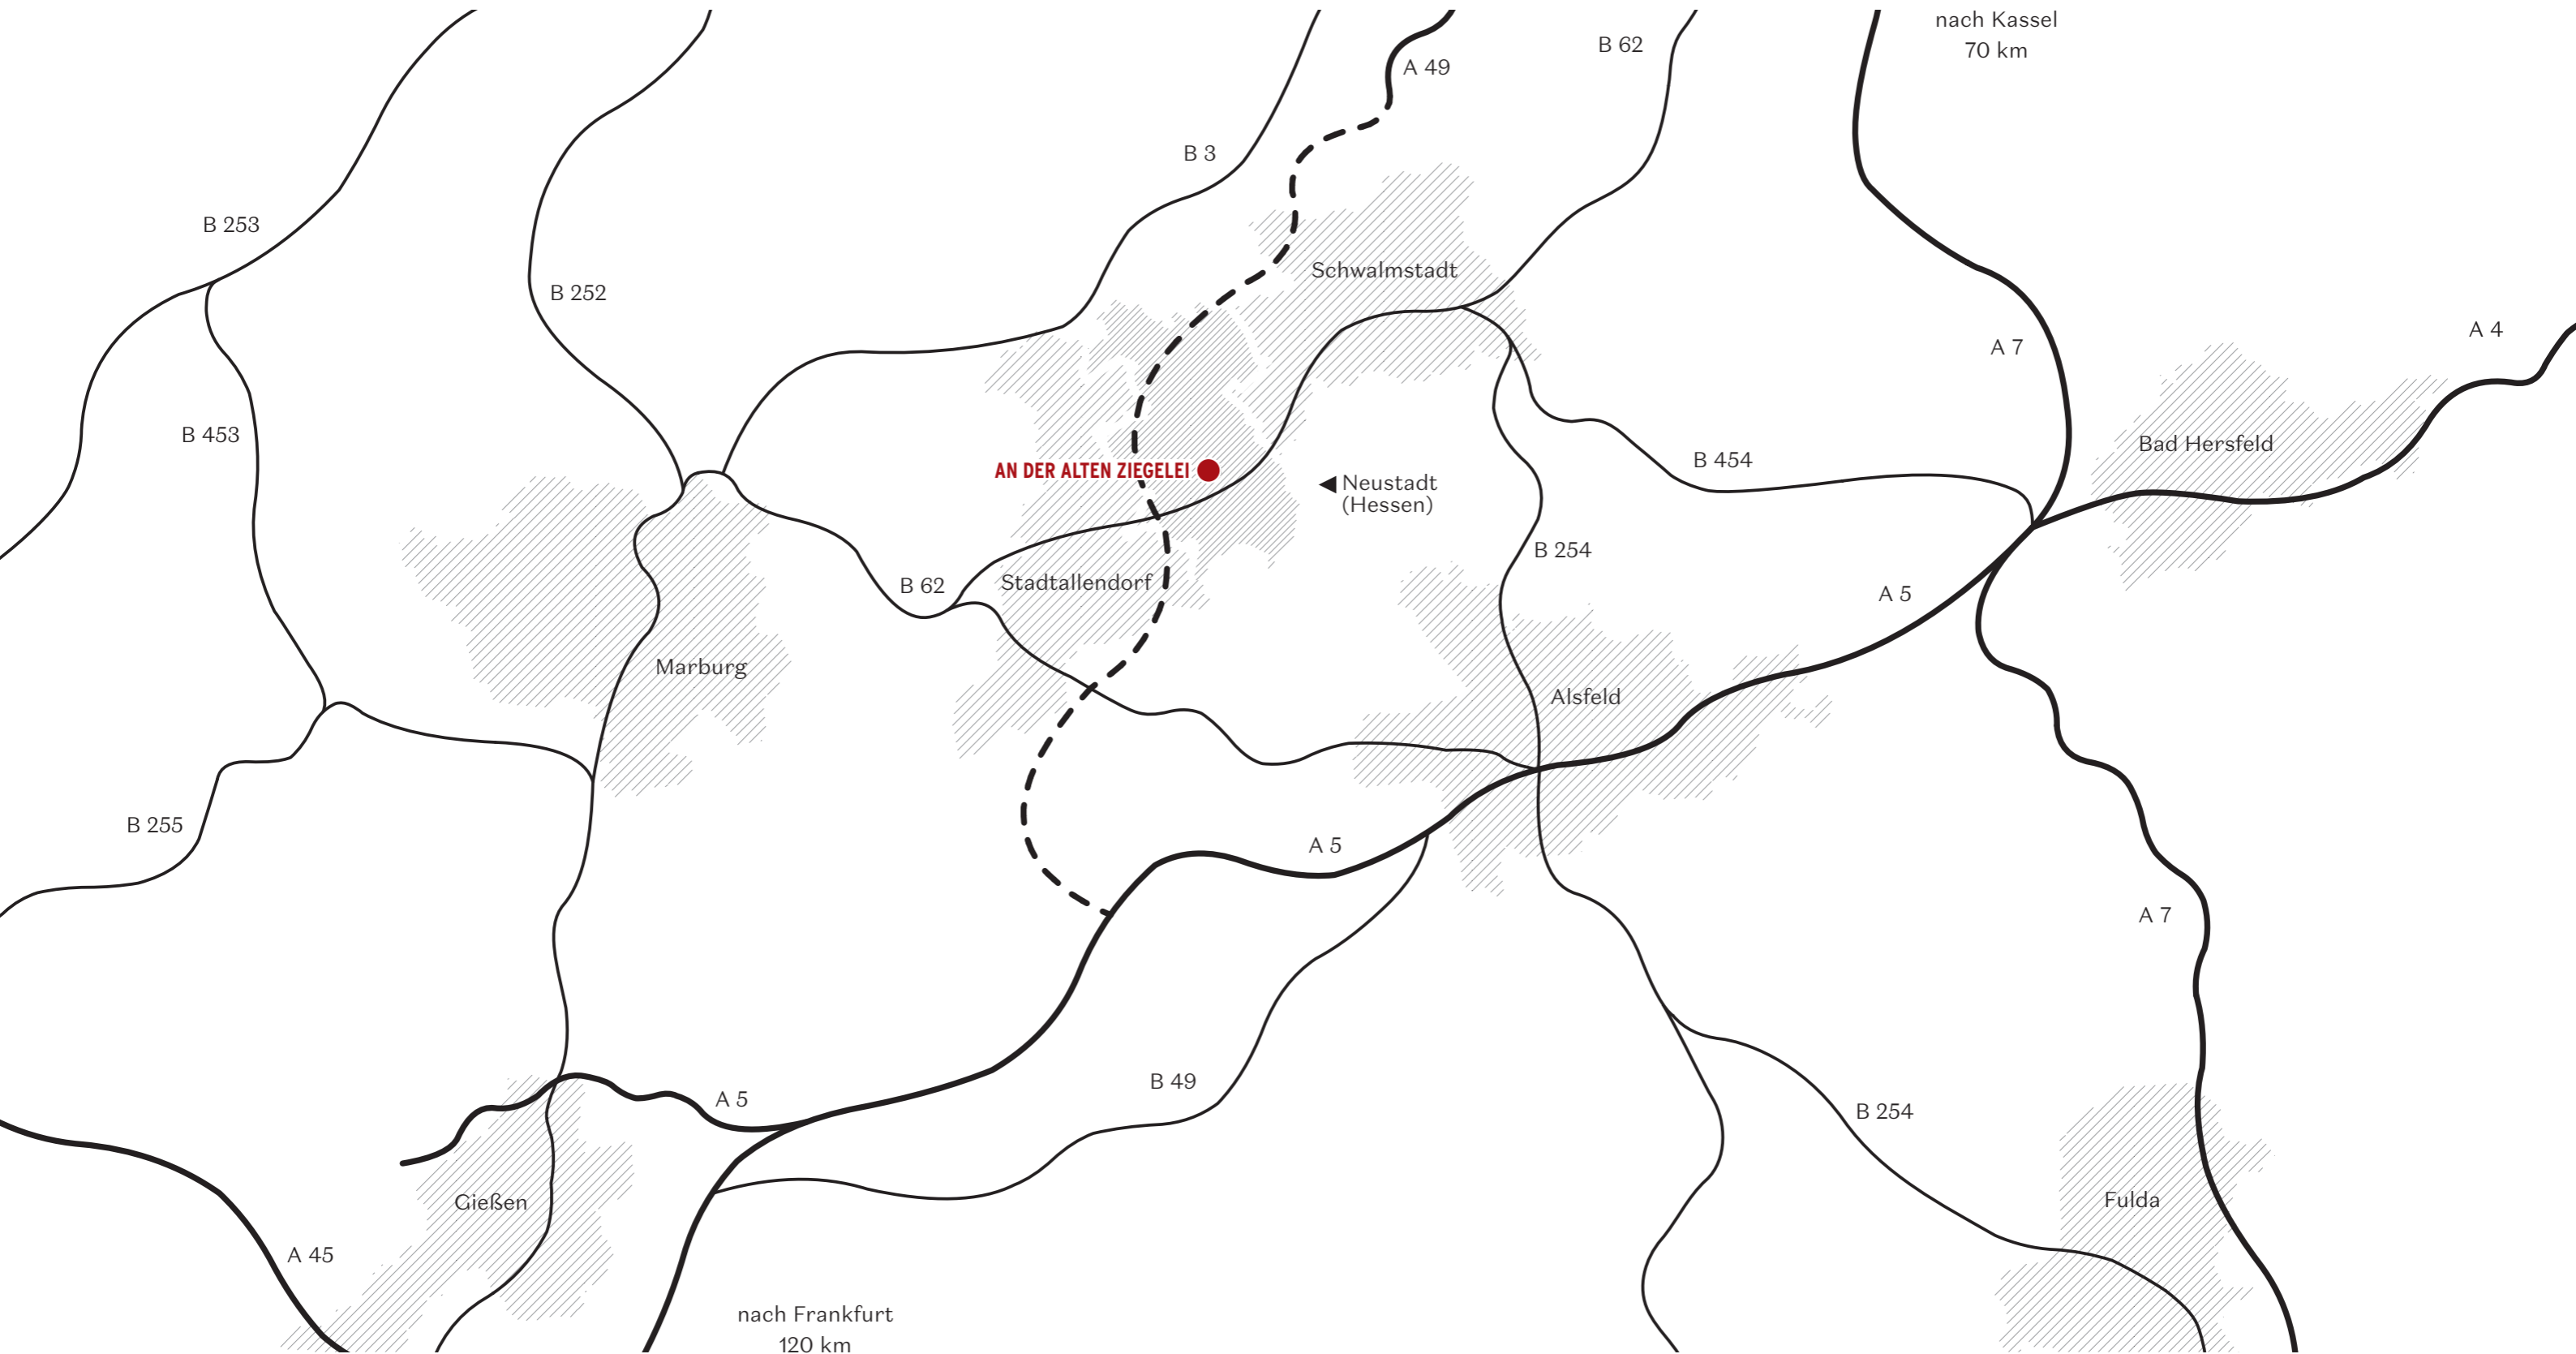 nach Kassel
70 km
B 62
A 49
B 3
B 253
Schwalmstadt
B 252
A 4
A 7
B 453
Bad Hersfeld
B 454
AN DER ALTEN ZIEGELEI
Neustadt
(Hessen)
B 254
B 62
Stadtallendorf
A 5
Marburg
Alsfeld
B 255
A 5
A 7
B 49
A 5
B 254
Gießen
Fulda
A 45
nach Frankfurt
120 km